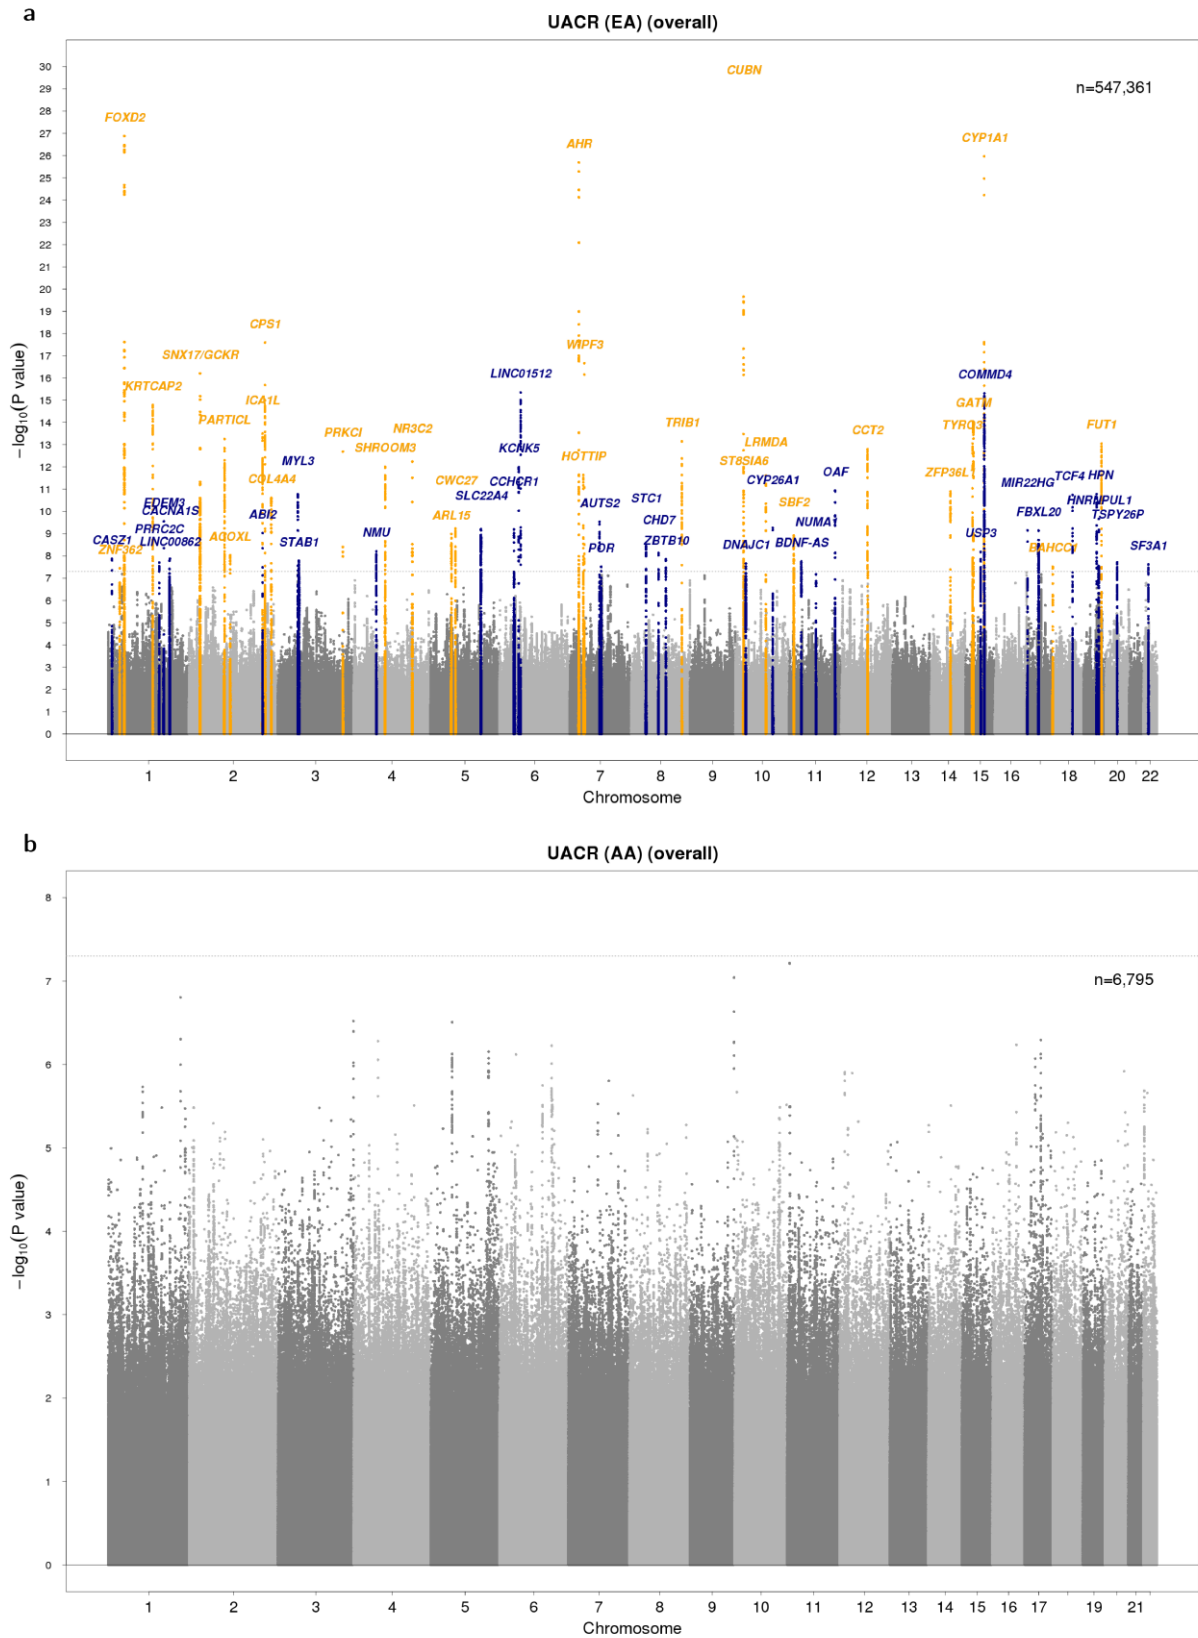 a
UACR (EA) (overall)
n=547,361
−log10(P value)
30
29
28
27
26
25
24
23
22
21
20
19
18
17
16
15
14
13
12
11
10
9
8
7
6
5
4
3
2
1
0
CUBN
FOXD2
CYP1A1
AHR
CPS1
WIPF3
SNX17/GCKR
LINC01512
COMMD4
KRTCAP2
ICA1L
GATM
PARTICL
NR3C2
TRIB1
TYRO3
FUT1
PRKCI
CCT2
SHROOM3
KCNK5
LRMDA
HOTTIP
MYL3
ST8SIA6
OAF
ZFP36L
TCF4
HPN
COL4A4
CWC27
CCHCR1
CYP26A1
MIR22HG
EDEM3
SLC22A4
STC1
SBF2
HNRNPUL1
CACNA1S
ABI2
ARL15
AUTS2
NUMA1
FBXL20
TSPY26P
PRRC2C
CHD7
CASZ1
LINC00862
ACOXL
STAB1
NMU
ZBTB10
DNAJC1
BDNF-AS
USP3
SF3A1
ZNF362
POR
BAHCC1
1
2
3
4
5
6
7
8
9
10
11
12
13
14
15
16
17
18
19
20
22
Chromosome
b
UACR (AA) (overall)
n=6,795
−log10(P value)
8
7
6
5
4
3
2
1
0
1
2
3
4
5
6
7
8
9
10
11
12
13
14
15
16
17
19
21
Chromosome